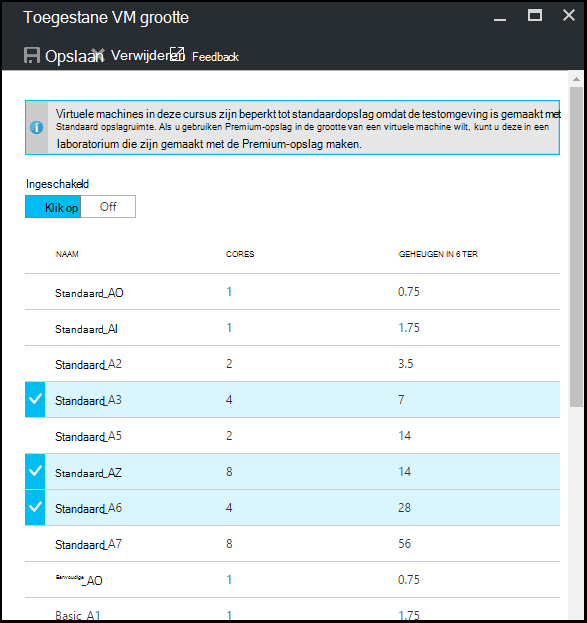 Toegestane VM grootte
Opslaan Verwijderen Feedback
Virtuele machines in deze cursus zijn beperkt tot standaardopslag omdat de testomgeving is gemaakt met
Standaard opslagruimte. Als u gebruiken Premium-opslag in de grootte van een virtuele machine wilt, kunt u deze in een
laboratorium die zijn gemaakt met de Premium-opslag maken.
Ingeschakeld
Klik op Off
NAAM CORES GEHEUGEN IN 6 TER
Standaard_AO 1 0.75
Standaard_AI 1 1.75
Standaard_A2 2 3.5
Standaard_A3 4 7
Standaard_A5 2 14
Standaard_AZ 8 14
Standaard_A6 4 28
Standaard_A7 8 56
Eenvoudige_AO 1 0.75
Basic_A1 1 1.75